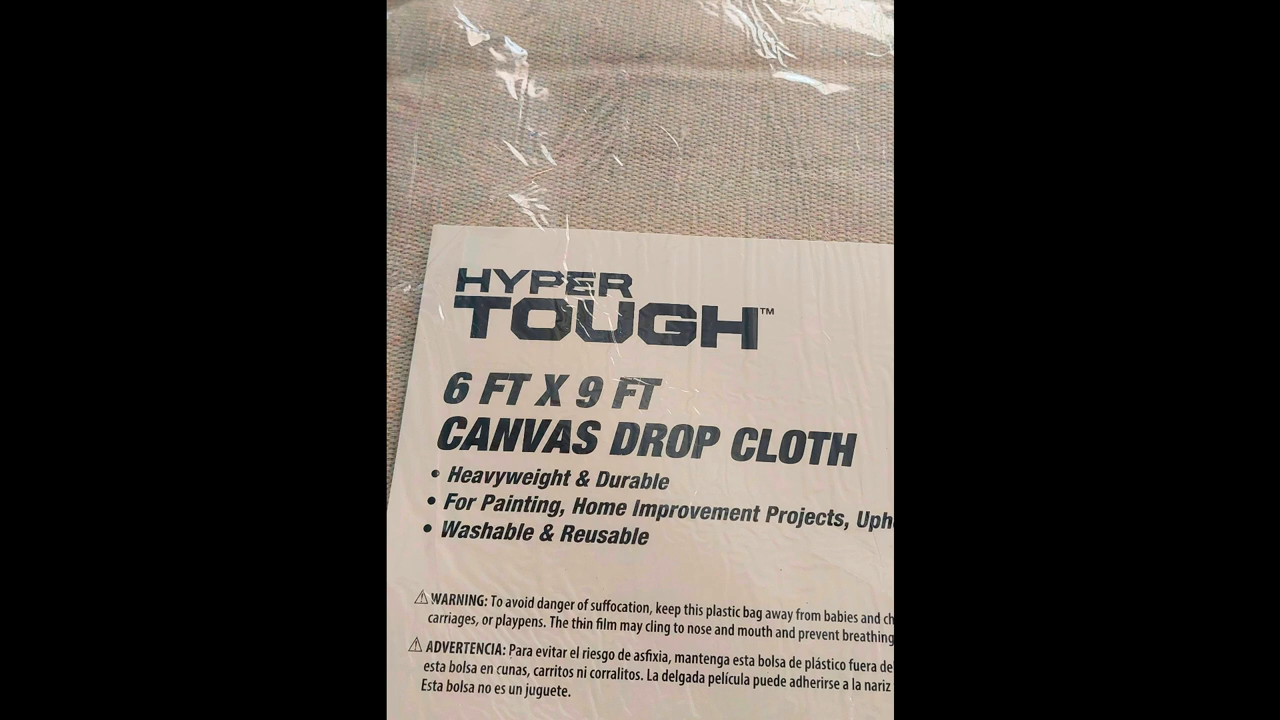 HYPER
TOUGH™
6 FT X 9 FT
CANVAS DROP CLOTH
• Heavyweight & Durable
• For Painting, Home Improvement Projects, Uph
• Washable & Reusable
⚠ WARNING: To avoid danger of suffocation, keep this plastic bag away from babies and ch
carriages, or playpens. The thin film may cling to nose and mouth and prevent breathing
⚠ ADVERTENCIA: Para evitar el riesgo de asfixia, mantenga esta bolsa de plástico fuera de
esta bolsa en cunas, carritos ni corralitos. La delgada película puede adherirse a la nariz
Esta bolsa no es un juguete.